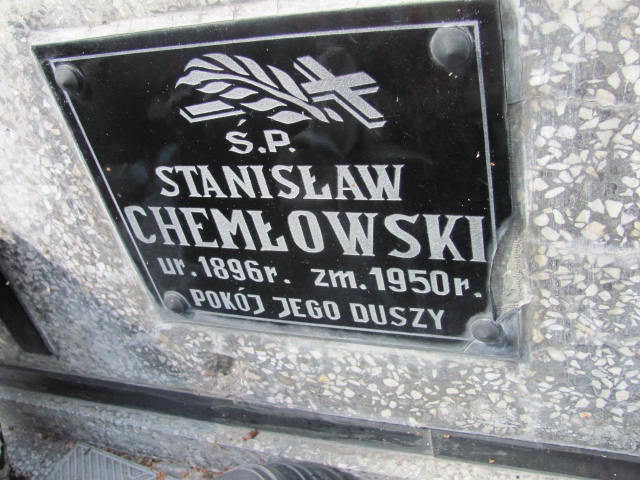 Ś.P.
STANISŁAW
CHEMŁOWSKI
ur. 1896r. zm. 1950r.
POKÓJ JEGO DUSZY